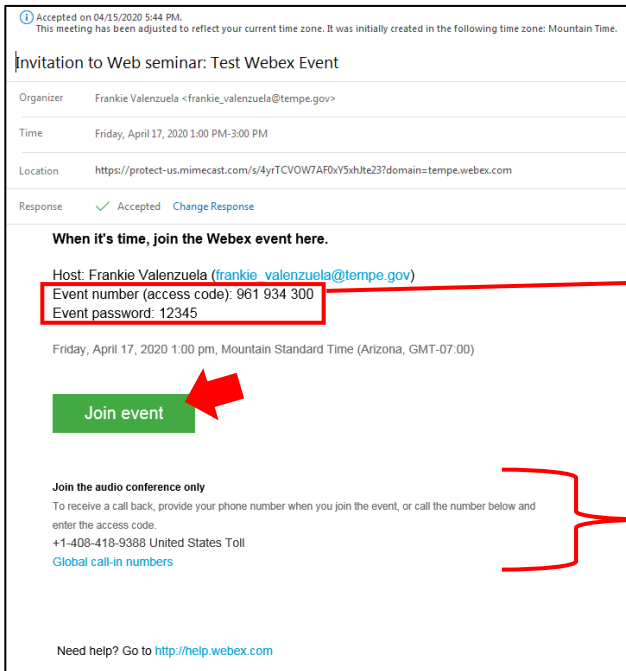 Accepted on 04/15/2020 5:44 PM.
This meeting has been adjusted to reflect your current time zone. It was initially created in the following time zone: Mountain Time.
Invitation to Web seminar: Test Webex Event
Organizer Frankie Valenzuela <frankie_valenzuela@tempe.gov>
Time Friday, April 17, 2020 1:00 PM-3:00 PM
Location https://protect-us.mimecast.com/s/4yrTCVOW7AF0xY5xhJte23?domain=tempe.webex.com
Response Accepted Change Response
When it's time, join the Webex event here.
Host: Frankie Valenzuela (frankie_valenzuela@tempe.gov)
Event number (access code): 961 934 300
Event password: 12345
Friday, April 17, 2020 1:00 pm, Mountain Standard Time (Arizona, GMT-07:00)
Join event
Join the audio conference only
To receive a call back, provide your phone number when you join the event, or call the number below and
enter the access code.
+1-408-418-9388 United States Toll
Global call-in numbers
Need help? Go to http://help.webex.com